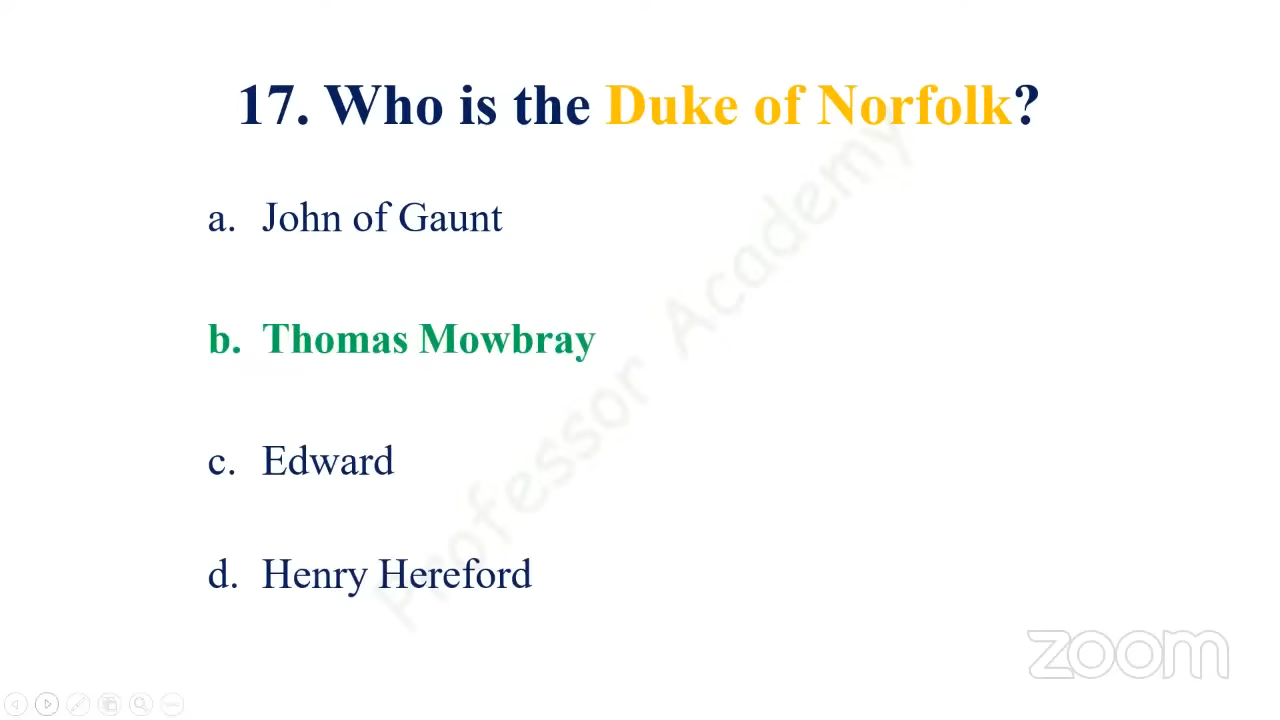 17. Who is the Duke of Norfolk?
a. John of Gaunt
b. Thomas Mowbray
c. Edward
d. Henry Hereford
Professor Academy
zoom